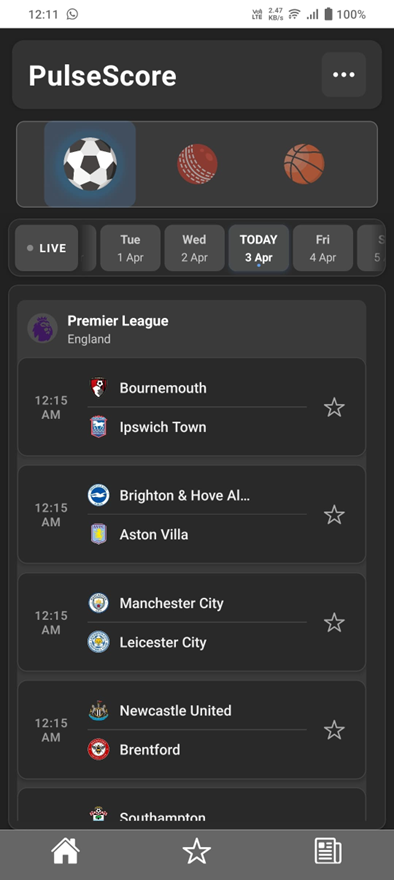 12:11
VoLTE 2.47 KB/s 100%
PulseScore
LIVE
Tue
1 Apr
Wed
2 Apr
TODAY
3 Apr
Fri
4 Apr
S
5
Premier League
England
12:15 AM
Bournemouth
Ipswich Town
12:15 AM
Brighton & Hove Al...
Aston Villa
12:15 AM
Manchester City
Leicester City
12:15 AM
Newcastle United
Brentford
Southampton